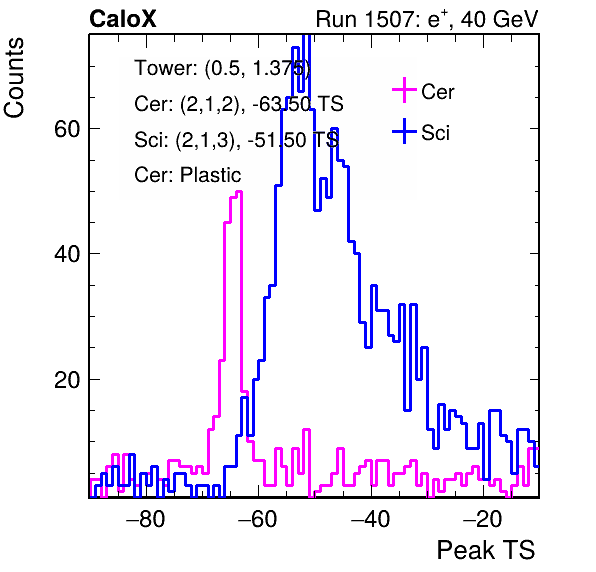 CaloX
Run 1507: e+, 40 GeV
Counts
Tower: (0.5, 1.375)
Cer: (2,1,2), -63.50 TS
Sci: (2,1,3), -51.50 TS
Cer: Plastic
Cer
Sci
60
40
20
−80
−60
−40
−20
Peak TS